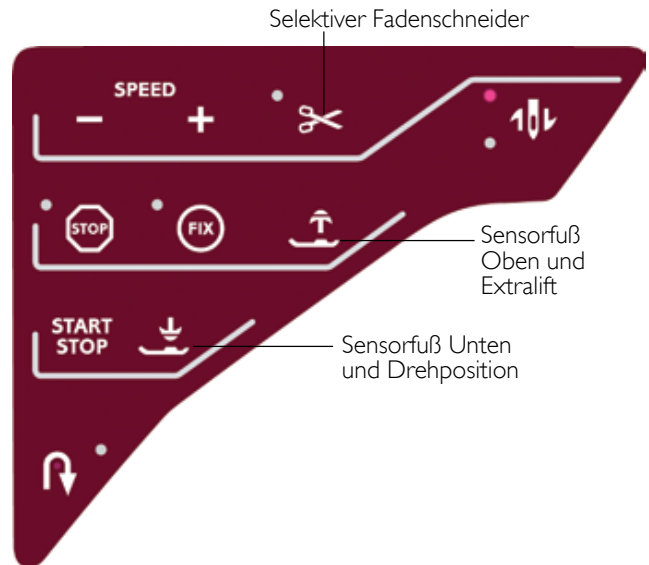 Selektiver Fadenschneider
SPEED
− +
STOP
FIX
Sensorfuß
Oben und
Extralift
START
STOP
Sensorfuß Unten
und Drehposition